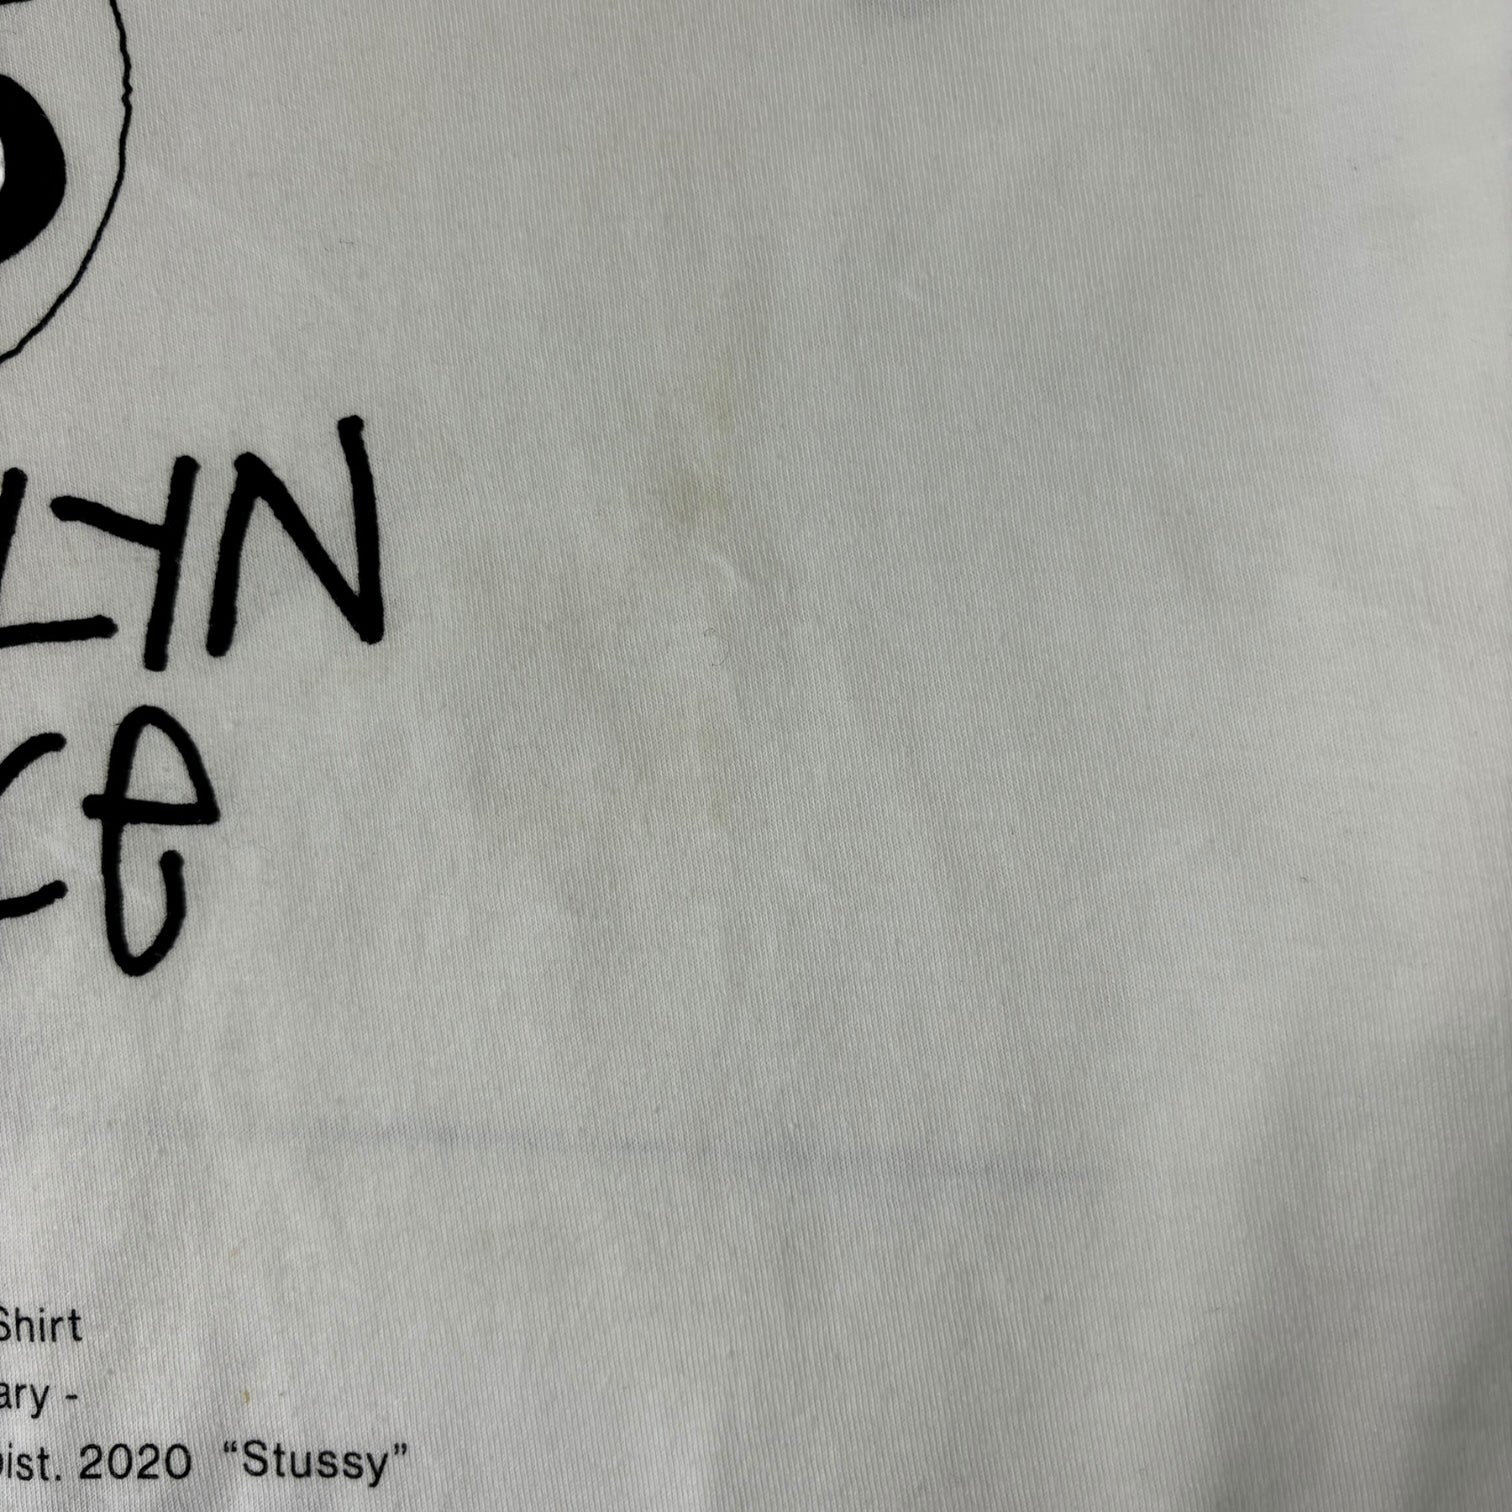 LYN
ce
Shirt
ary -
ist. 2020 “Stussy”